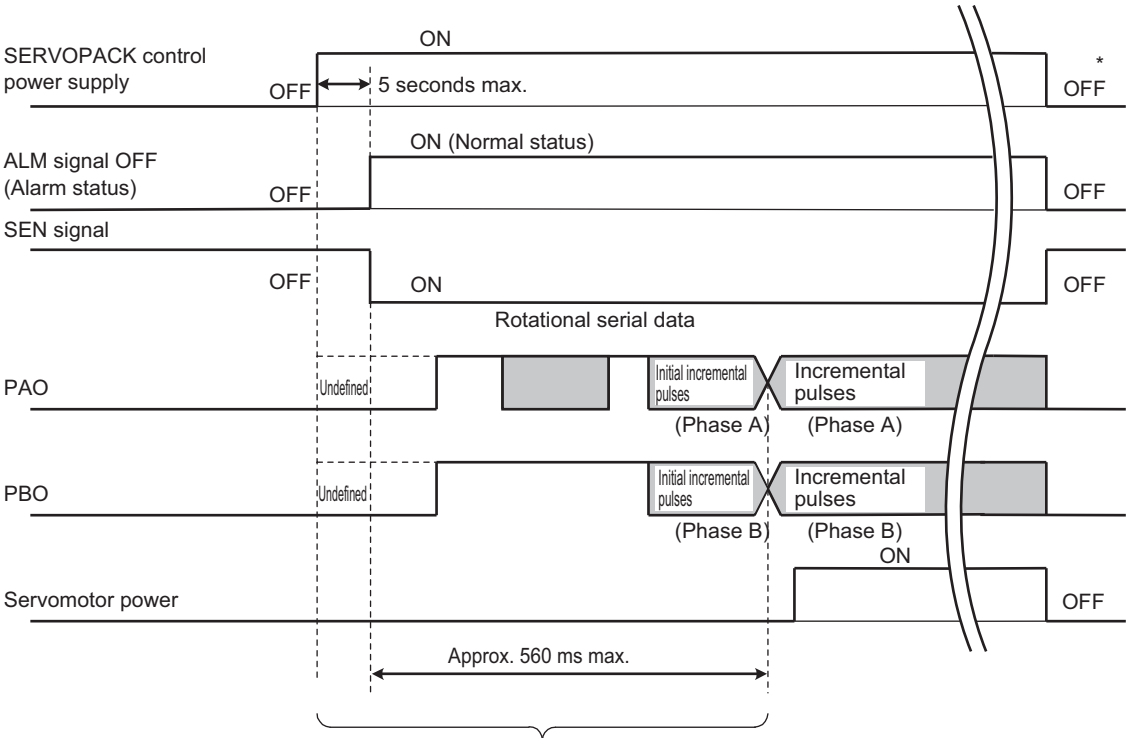 ON
SERVOPACK control
power supply
OFF
5 seconds max.
*
OFF
ON (Normal status)
ALM signal OFF
(Alarm status)
OFF
OFF
SEN signal
OFF
ON
OFF
Rotational serial data
PAO
Undefined
Initial incremental
pulses
Incremental
pulses
(Phase A)
(Phase A)
PBO
Undefined
Initial incremental
pulses
Incremental
pulses
(Phase B)
(Phase B)
ON
Servomotor power
OFF
Approx. 560 ms max.